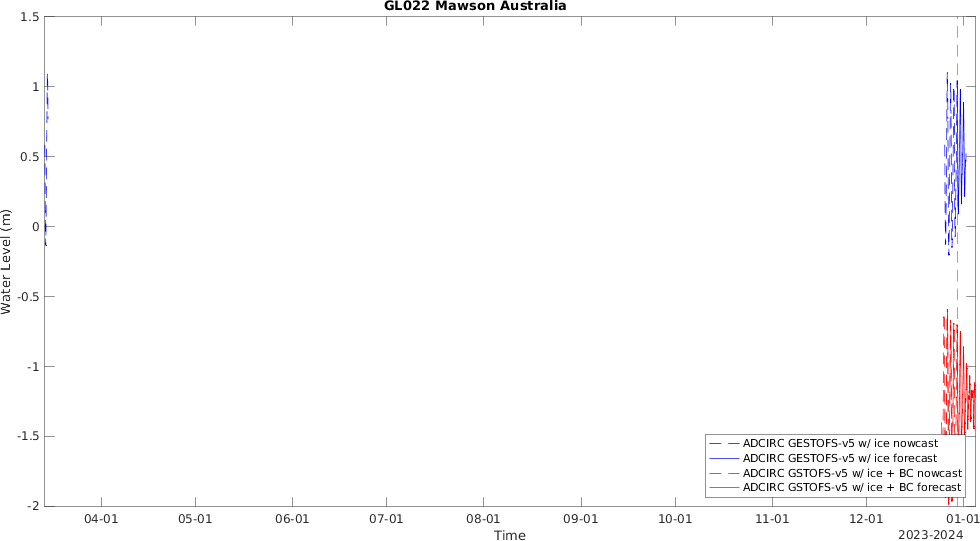 GL022 Mawson Australia
1.5
1
0.5
0
-0.5
-1
-1.5
-2
Water Level (m)
ADCIRC GESTOFS-v5 w/ ice nowcast
ADCIRC GESTOFS-v5 w/ ice forecast
ADCIRC GSTOFS-v5 w/ ice + BC nowcast
ADCIRC GSTOFS-v5 w/ ice + BC forecast
04-01 05-01 06-01 07-01 08-01 09-01 10-01 11-01 12-01 01-01
Time
2023-2024